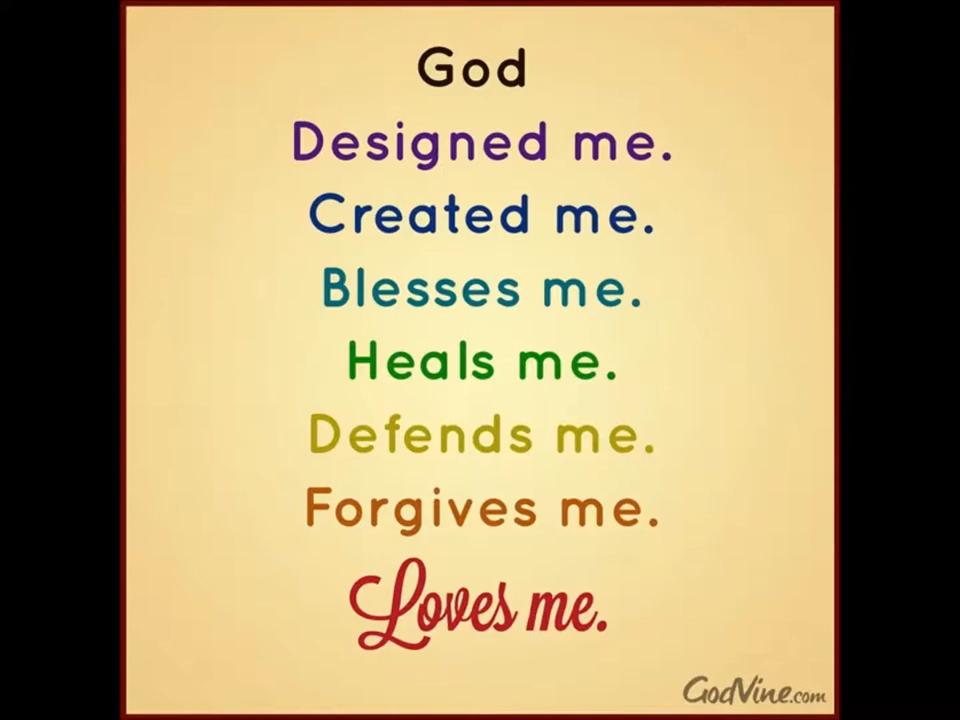 God
Designed me.
Created me.
Blesses me.
Heals me.
Defends me.
Forgives me.
Loves me.
GodVine.com